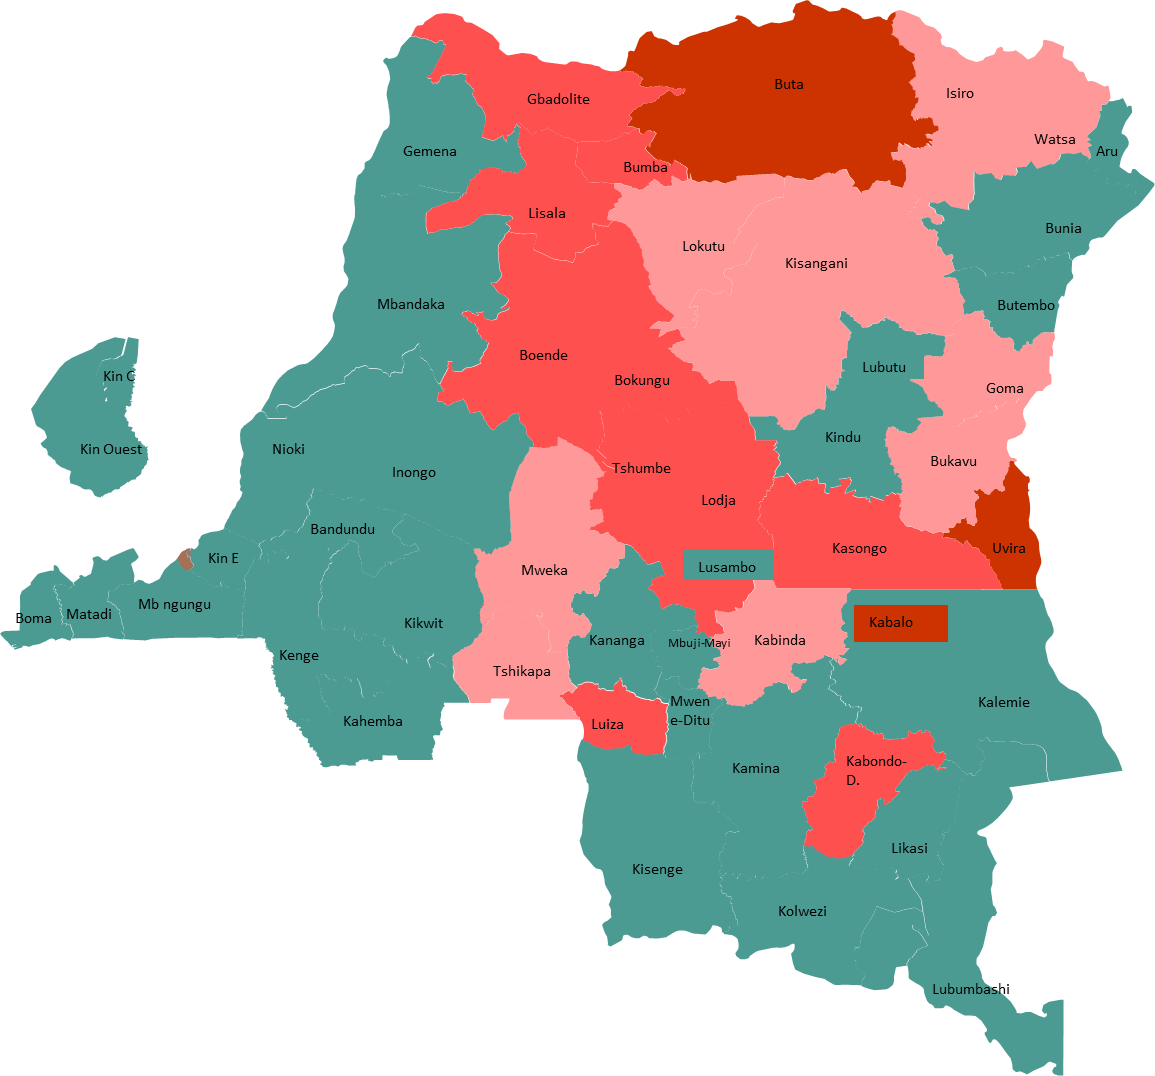 Buta
Isiro
Gbadolite
Watsa
Gemena
Aru
Bumba
Lisala
Bunia
Lokutu
Kisangani
Mbandaka
Butembo
Boende
Lubutu
Kin C
Bokungu
Goma
Kindu
Kin Ouest
Nioki
Bukavu
Inongo
Tshumbe
Lodja
Bandundu
Kasongo
Uvira
Kin E
Lusambo
Mweka
Mb ngungu
Matadi
Boma
Kikwit
Kabalo
Kananga
Mbuji-Mayi
Kabinda
Kenge
Tshikapa
Mwen
e-Ditu
Kalemie
Kahemba
Luiza
Kamina
Kabondo-
D.
Likasi
Kisenge
Kolwezi
Lubumbashi